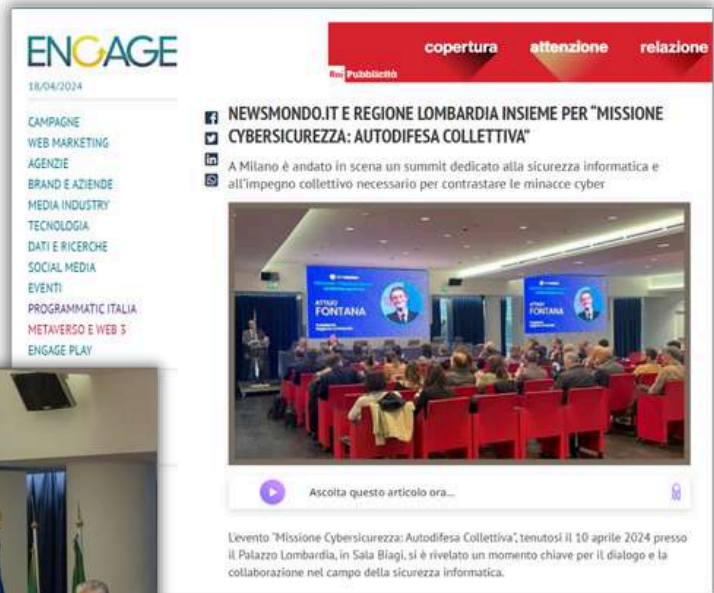 ENGAGE
18/04/2024
CAMPAGNE
WEB MARKETING
AGENZIE
BRAND E AZIENDE
MEDIA INDUSTRY
TECNOLOGIA
DATI E RICERCHE
SOCIAL MEDIA
EVENTI
PROGRAMMATIC ITALIA
METAVERSO E WEB 3
ENGAGE PLAY
copertura attenzione relazione
Rai Pubblicità
NEWSMONDO.IT E REGIONE LOMBARDIA INSIEME PER “MISSIONE
CYBERSICUREZZA: AUTODIFESA COLLETTIVA”
A Milano è andato in scena un summit dedicato alla sicurezza informatica e
all'impegno collettivo necessario per contrastare le minacce cyber
ATTILIO
FONTANA
ATTILIO
FONTANA
Ascolta questo articolo ora...
L'evento “Missione Cybersicurezza: Autodifesa Collettiva”, tenutosi il 10 aprile 2024 presso
il Palazzo Lombardia, in Sala Biagi, si è rivelato un momento chiave per il dialogo e la
collaborazione nel campo della sicurezza informatica.